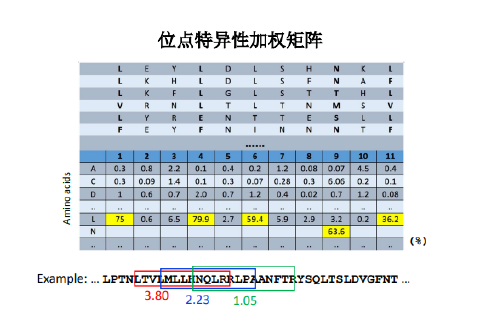 位点特异性加权矩阵
L E Y L D L S H N K L
L K H L D L S F N A F
L K F L G L S T T H L
V R N L T L T N M S V
L Y R E N T T E S L L
F E Y F N I N N N T F
......
1 2 3 4 5 6 7 8 9 10 11
A 0.3 0.8 2.2 0.1 0.4 0.2 1.2 0.08 0.07 4.5 0.4
C 0.3 0.09 1.4 0.1 0.3 0.07 0.28 0.3 6.06 0.2 0.1
D 1 0.6 0.7 2.0 0.7 1.2 0.4 0.02 0.7 1.2 0.08
.. .. .. .. .. .. .. .. .. .. .. ..
L 75 0.6 6.5 79.9 2.7 59.4 5.9 2.9 3.2 0.2 36.2
N 63.6
.. .. .. .. .. .. .. .. .. .. .. ..
Amino acids
(%)
Example: ... LPTNLTVLMLLHNQLRRLPAANFTRYSQLTSLDVGFNT ...
3.80 2.23 1.05